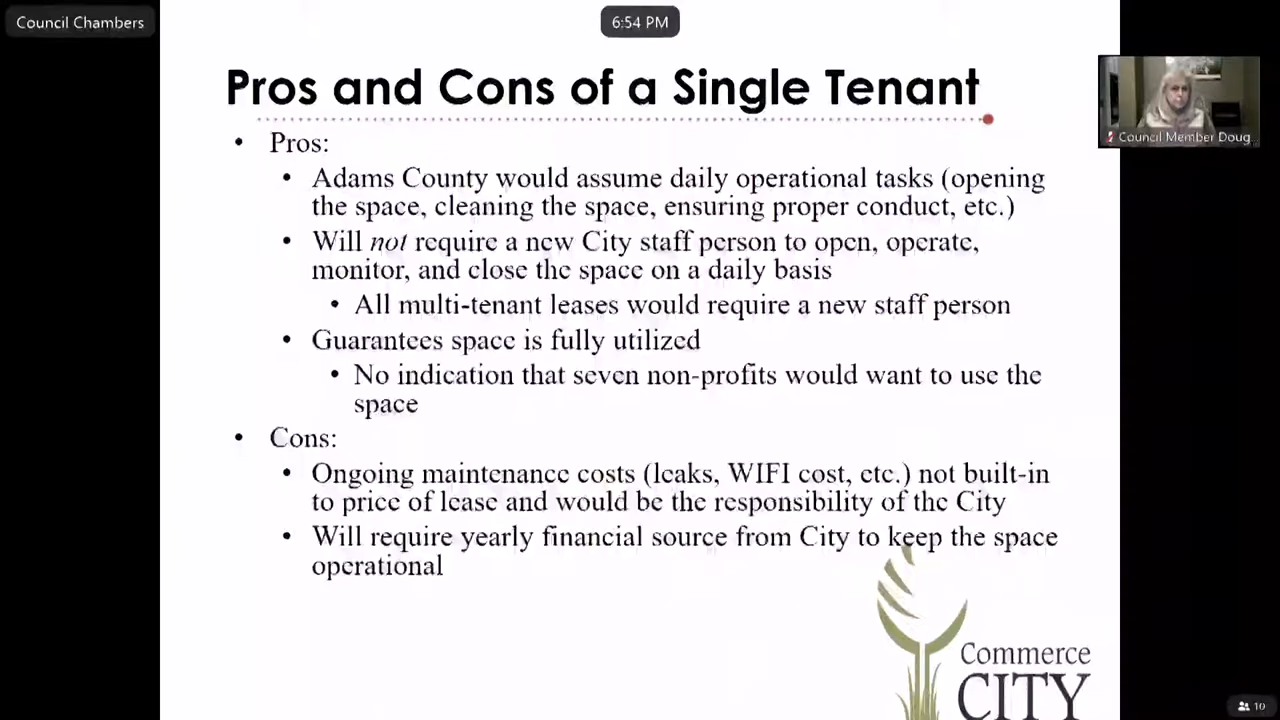 Council Chambers
6:54 PM
Pros and Cons of a Single Tenant
Council Member Doug
• Pros:
• Adams County would assume daily operational tasks (opening
the space, cleaning the space, ensuring proper conduct, etc.)
• Will not require a new City staff person to open, operate,
monitor, and close the space on a daily basis
• All multi-tenant leases would require a new staff person
• Guarantees space is fully utilized
• No indication that seven non-profits would want to use the
space
• Cons:
• Ongoing maintenance costs (leaks, WIFI cost, etc.) not built-in
to price of lease and would be the responsibility of the City
• Will require yearly financial source from City to keep the space
operational
Commerce
CITY
10